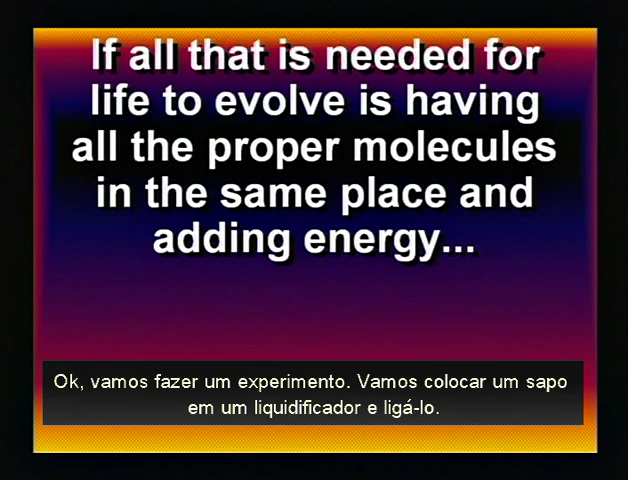 If all that is needed for
life to evolve is having
all the proper molecules
in the same place and
adding energy...
Ok, vamos fazer um experimento. Vamos colocar um sapo
em um liquidificador e ligá-lo.